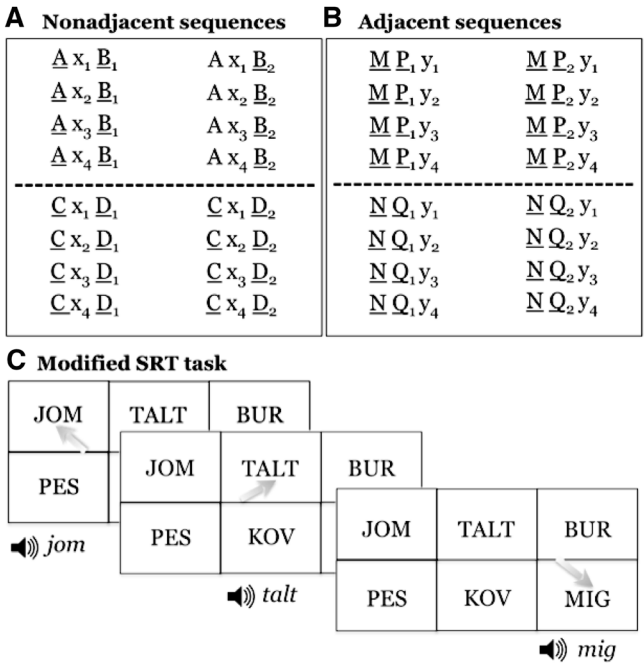 A Nonadjacent sequences
A x₁ B₁ A x₁ B₂
A x₂ B₁ A x₂ B₂
A x₃ B₁ A x₃ B₂
A x₄ B₁ A x₄ B₂
C x₁ D₁ C x₁ D₂
C x₂ D₁ C x₂ D₂
C x₃ D₁ C x₃ D₂
C x₄ D₁ C x₄ D₂
B Adjacent sequences
M P₁ y₁ M P₂ y₁
M P₁ y₂ M P₂ y₂
M P₁ y₃ M P₂ y₃
M P₁ y₄ M P₂ y₄
N Q₁ y₁ N Q₂ y₁
N Q₁ y₂ N Q₂ y₂
N Q₁ y₃ N Q₂ y₃
N Q₁ y₄ N Q₂ y₄
C Modified SRT task
JOM TALT BUR
PES
jom
JOM TALT BUR
PES KOV
talt
JOM TALT BUR
PES KOV MIG
mig